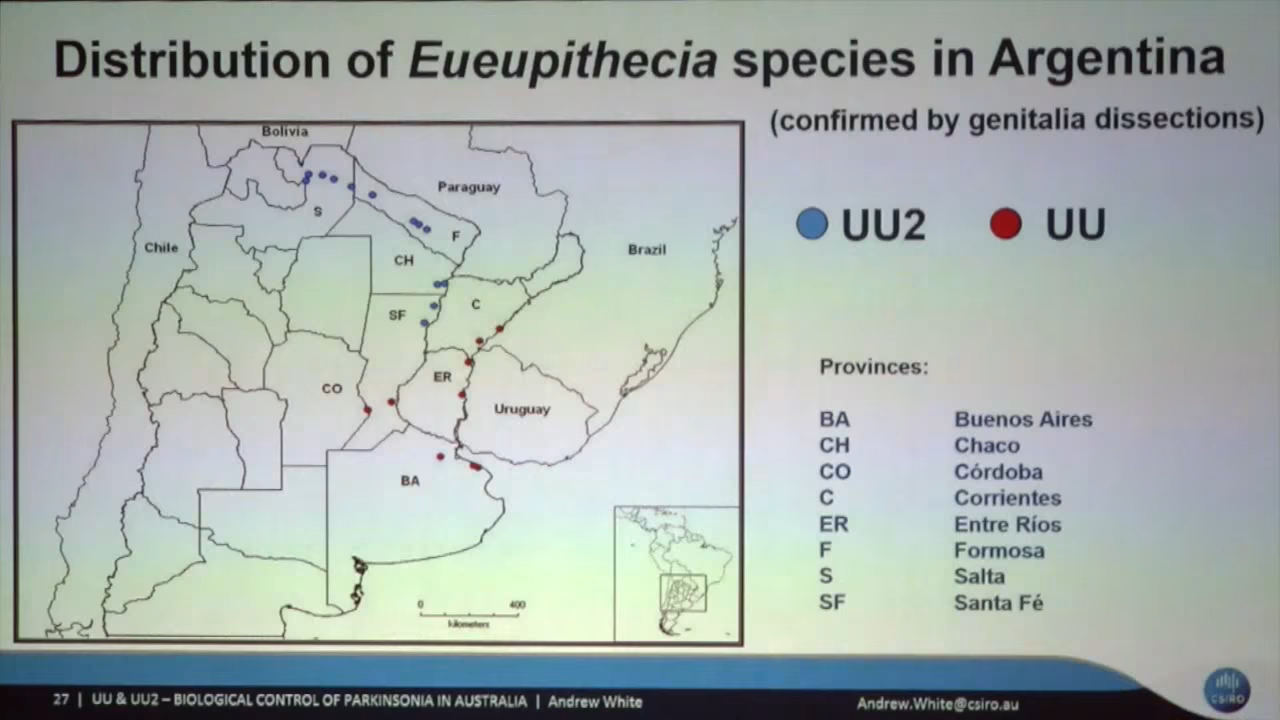 Distribution of Eueupithecia species in Argentina
(confirmed by genitalia dissections)
Bolivia
Paraguay
S
Chile
F
Brazil
CH
C
SF
ER
CO
Uruguay
BA
0 400
kilometers
UU2 UU
Provinces:
BA Buenos Aires
CH Chaco
CO Córdoba
C Corrientes
ER Entre Ríos
F Formosa
S Salta
SF Santa Fé
27 | UU & UU2 – BIOLOGICAL CONTROL OF PARKINSONIA IN AUSTRALIA | Andrew White
Andrew.White@csiro.au
CSIRO